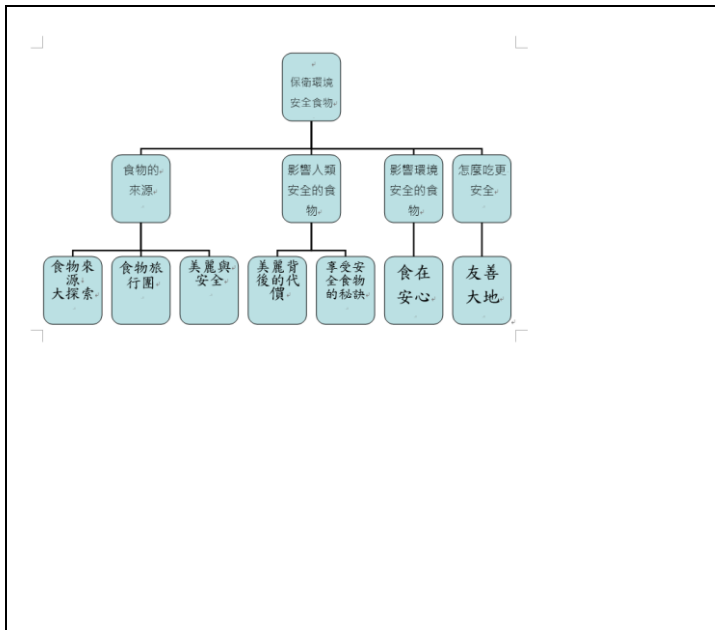 保衛環境
安全食物
食物的
來源
影響人類
安全的食
物
影響環境
安全的食
物
怎麼吃更
安全
食物來
源
大探索
食物旅
行團
美麗與
安全
美麗背
後的代
價
享受安
全食物
的秘訣
食在
安心
友善
大地